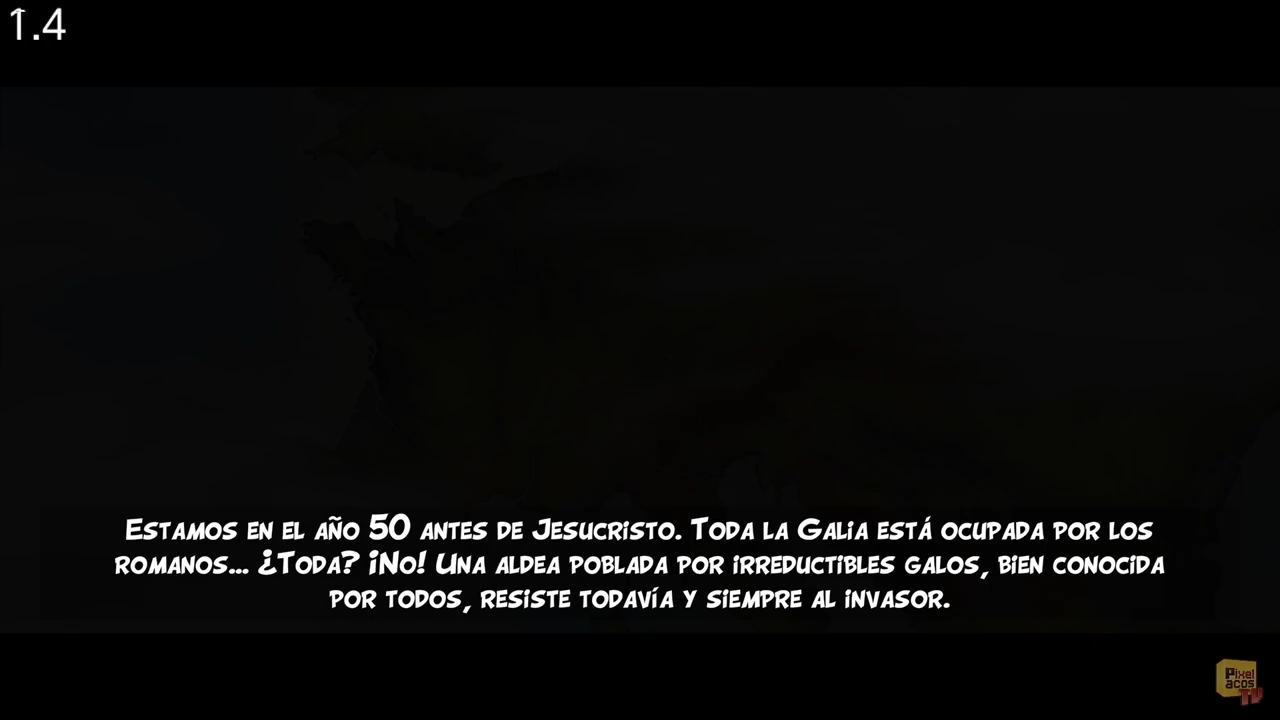 1.4
Estamos en el año 50 antes de Jesucristo. Toda la Galia está ocupada por los
romanos... ¿Toda? ¡No! Una aldea poblada por irreductibles galos, bien conocida
por todos, resiste todavía y siempre al invasor.
Pixel
acos
TV